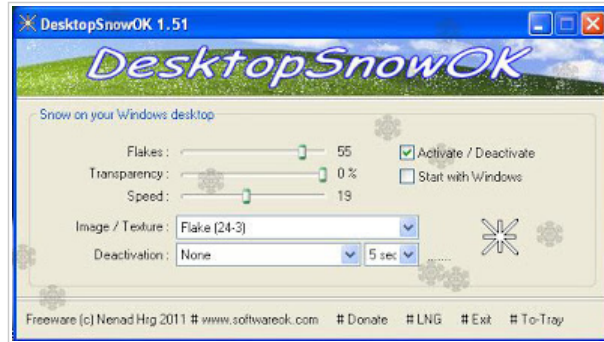 DesktopSnowOK 1.51
DesktopSnowOK
Snow on your Windows desktop
Flakes : 55
Activate / Deactivate
Transparency : 0 %
Start with Windows
Speed : 19
Image / Texture : Flake (24-3)
Deactivation : None 5 sec ........
Freeware (c) Nenad Hrg 2011 # www.softwareok.com # Donate # LNG # Exit # To-Tray